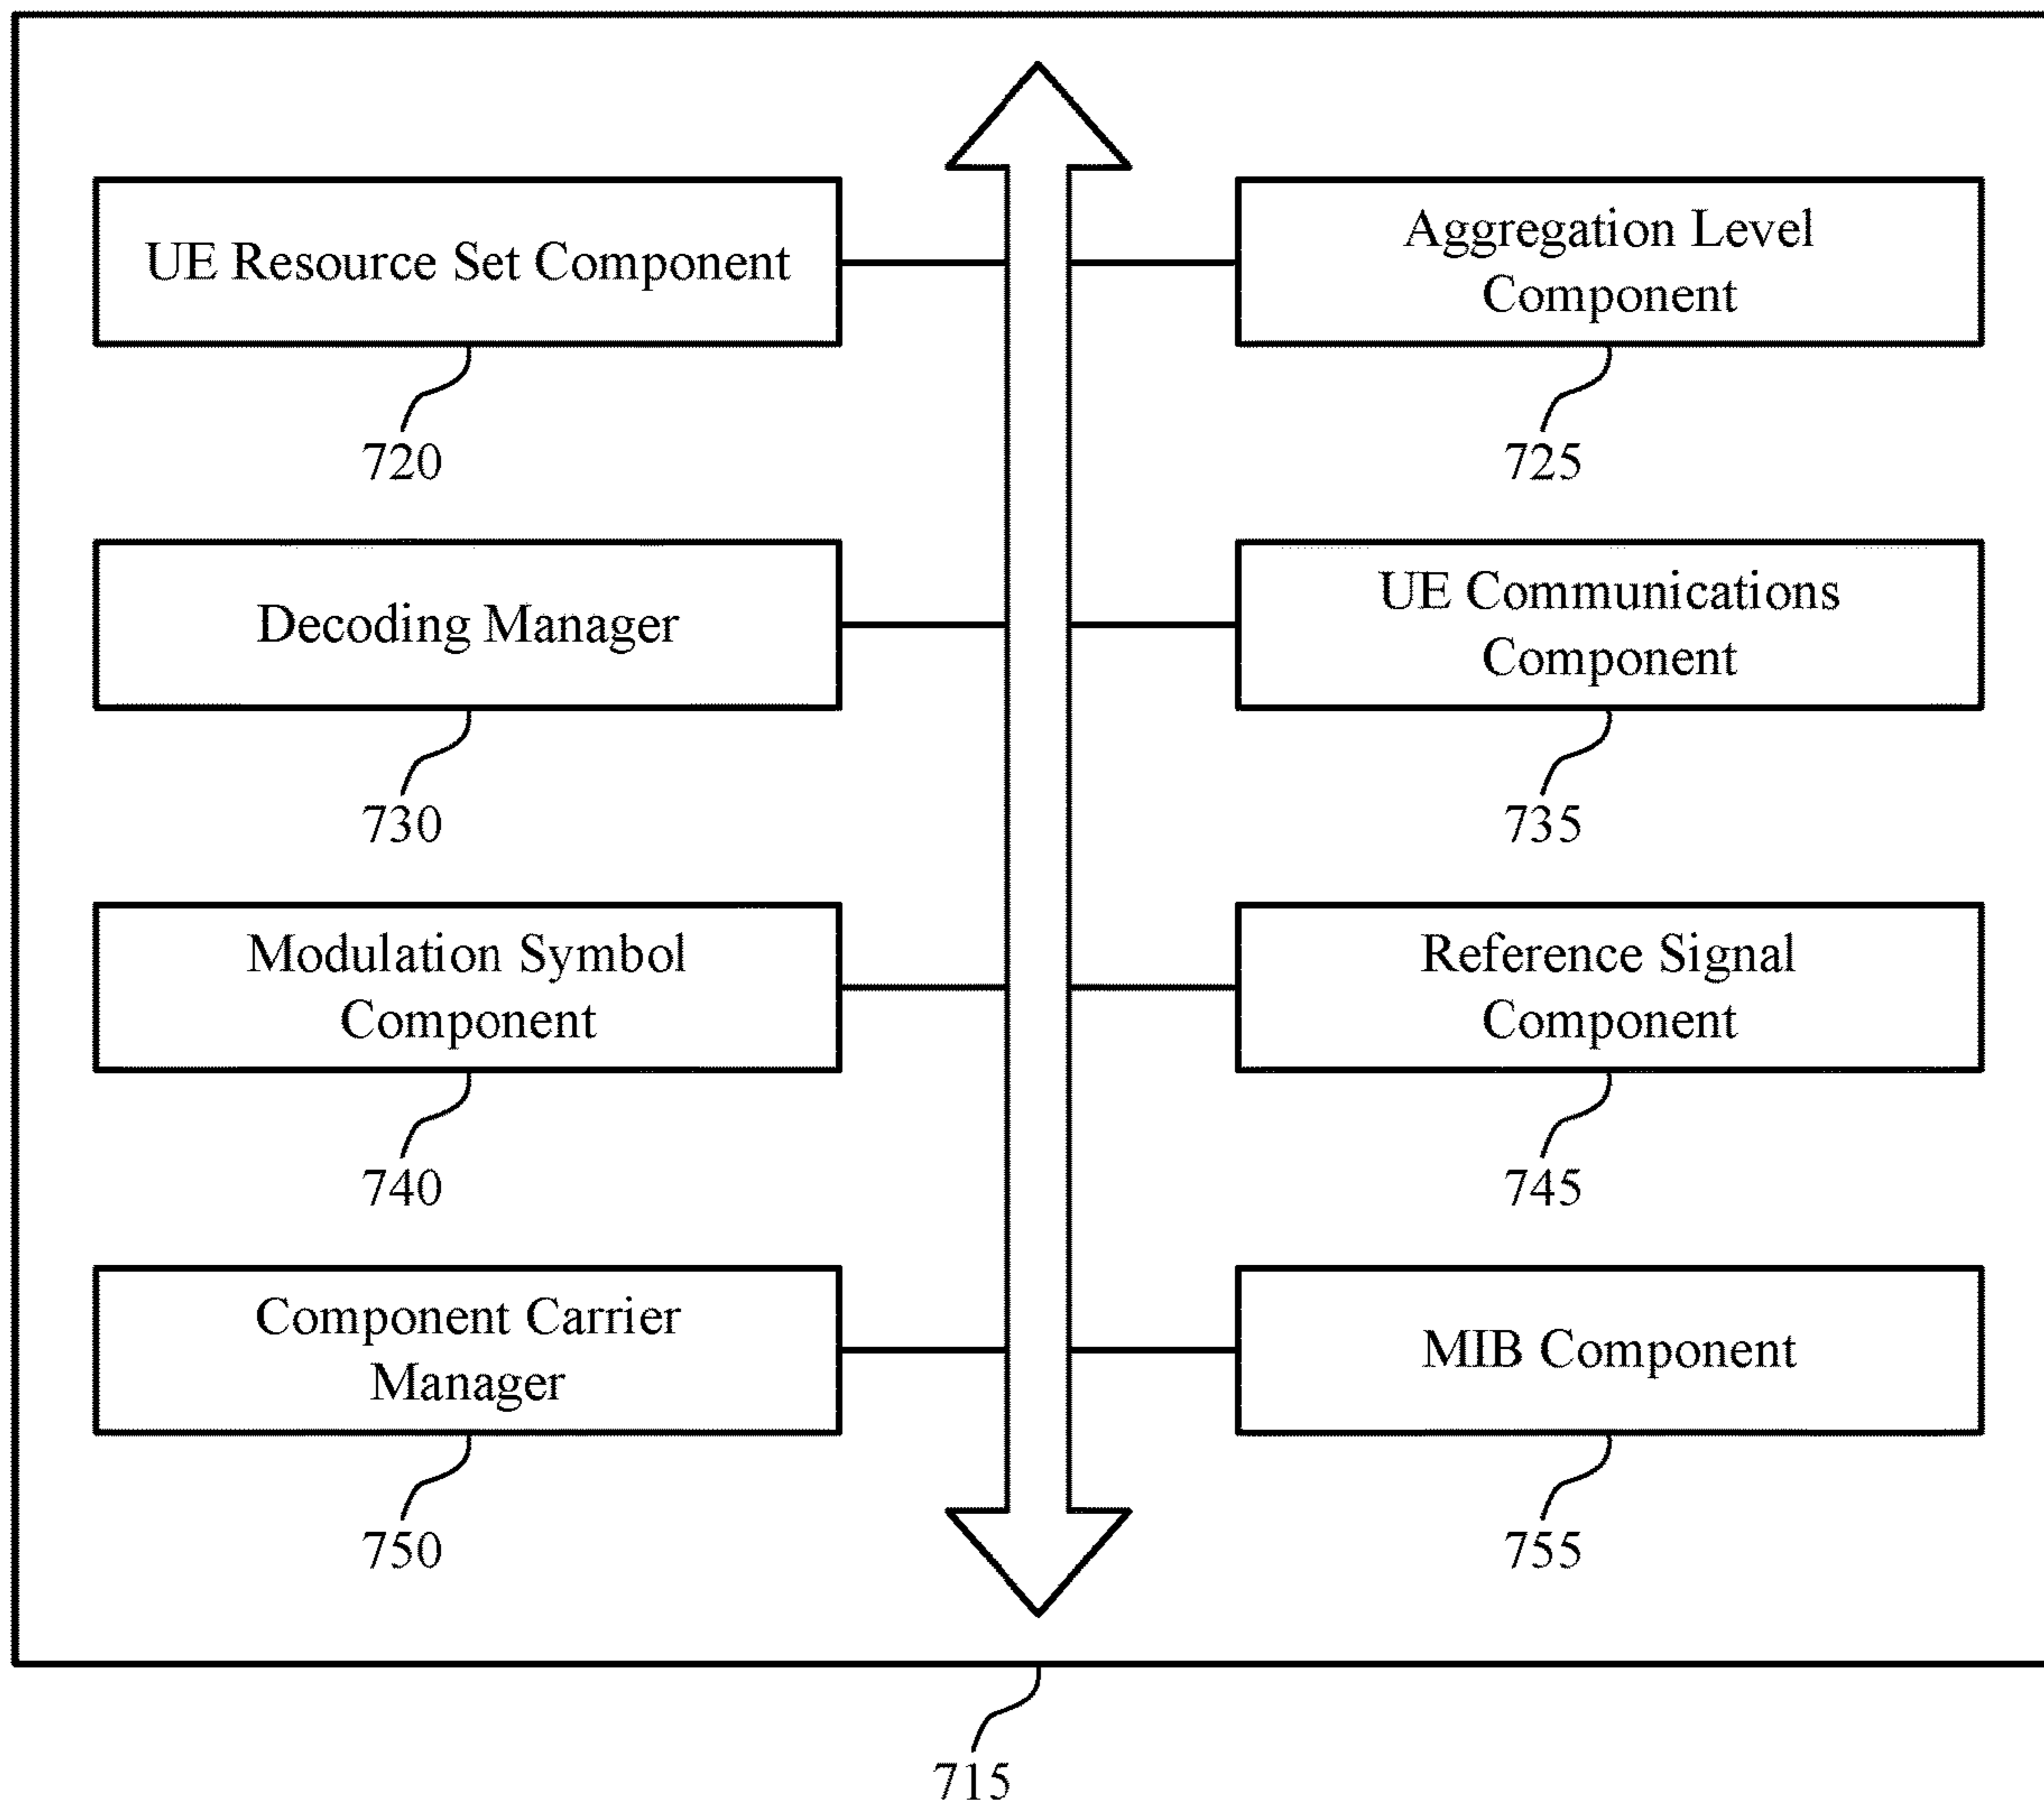 UE Resource Set Component
720
Aggregation Level
Component
725
Decoding Manager
730
UE Communications
Component
735
Modulation Symbol
Component
740
Reference Signal
Component
745
Component Carrier
Manager
750
MIB Component
755
715